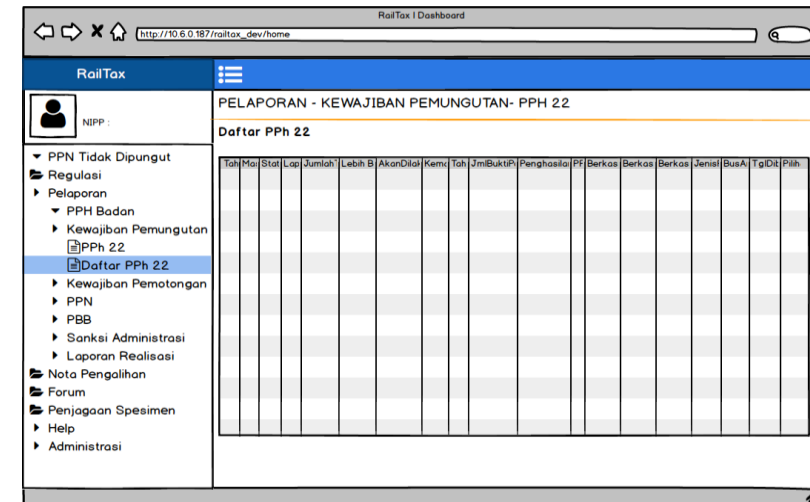 RailTax I Dashboard
http://10.6.0.187/railtax_dev/home
RailTax
NIPP :
PELAPORAN - KEWAJIBAN PEMUNGUTAN- PPH 22
Daftar PPh 22
PPN Tidak Dipungut
Regulasi
Pelaporan
PPH Badan
Kewajiban Pemungutan
PPh 22
Daftar PPh 22
Kewajiban Pemotongan
PPN
PBB
Sanksi Administrasi
Laporan Realisasi
Nota Pengalihan
Forum
Penjagaan Spesimen
Help
Administrasi
Tah Ma Stat Lap Jumlah Lebih B AkanDilak Kem Tah JmlBuktiP Penghasila PF Berkas Berkas Berkas Jenis BusA TglDib Pilih